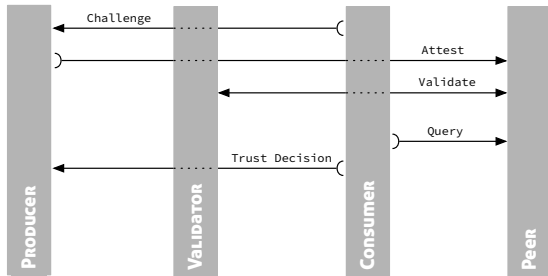 Challenge
Attest
Validate
Query
Trust Decision
Producer
Validator
Consumer
Peer